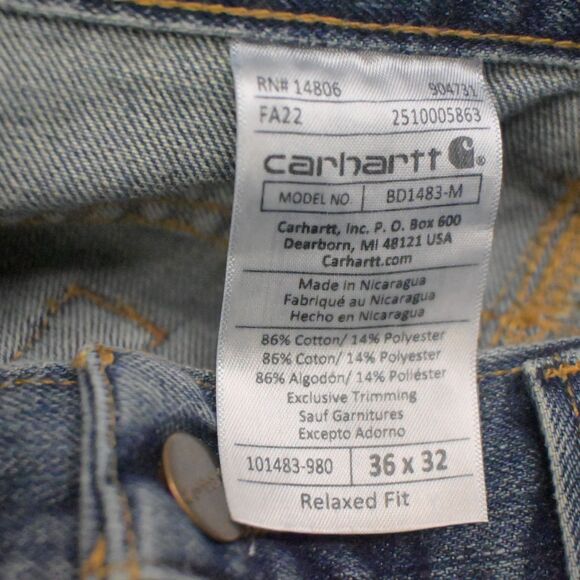 RN# 14806 904731
FA22 2510005863
carhartt ®
MODEL NO. BD1483-M
Carhartt, Inc. P. O. Box 600
Dearborn, MI 48121 USA
Carhartt.com
Made in Nicaragua
Fabriqué au Nicaragua
Hecho en Nicaragua
86% Cotton/ 14% Polyester
86% Coton/ 14% Polyester
86% Algodón/ 14% Poliéster
Exclusive Trimming
Sauf Garnitures
Excepto Adorno
101483-980 36 x 32
Relaxed Fit